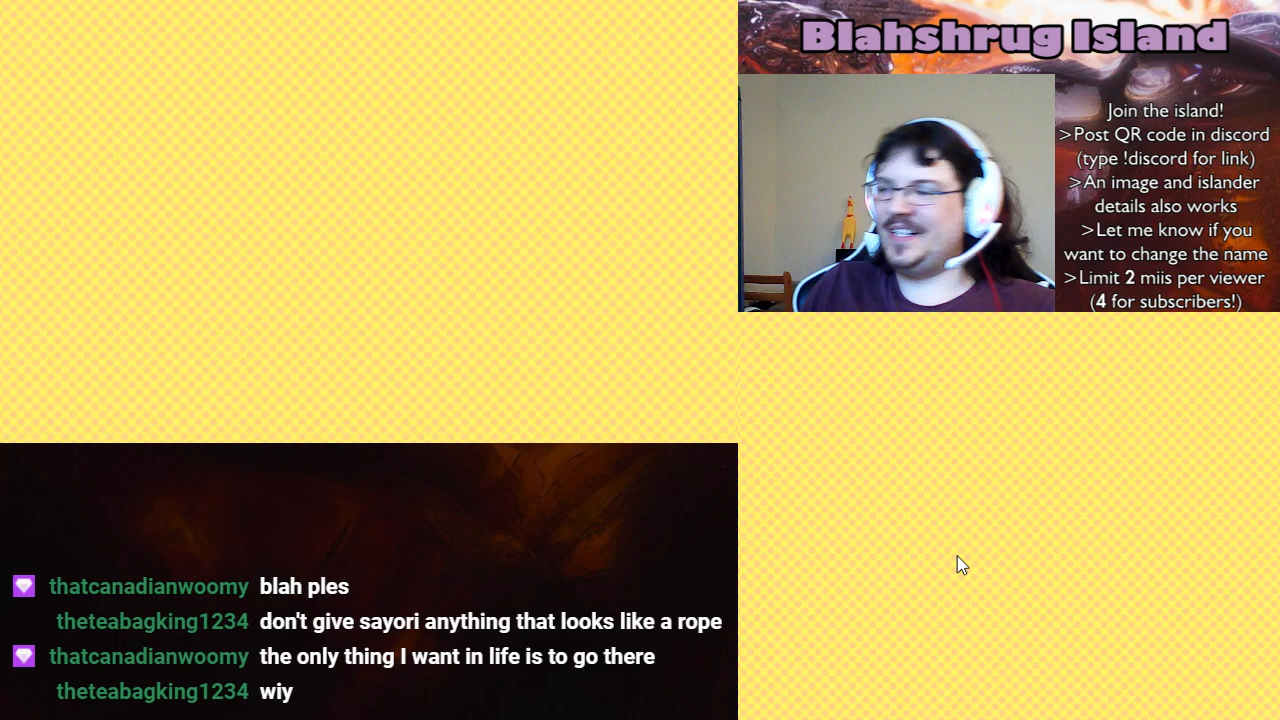 Blahshrug Island
Join the island!
>Post QR code in discord
(type !discord for link)
>An image and islander
details also works
>Let me know if you
want to change the name
>Limit 2 miis per viewer
(4 for subscribers!)
thatcanadianwoomy blah ples
theteabagking1234 don't give sayori anything that looks like a rope
thatcanadianwoomy the only thing I want in life is to go there
theteabagking1234 wiy